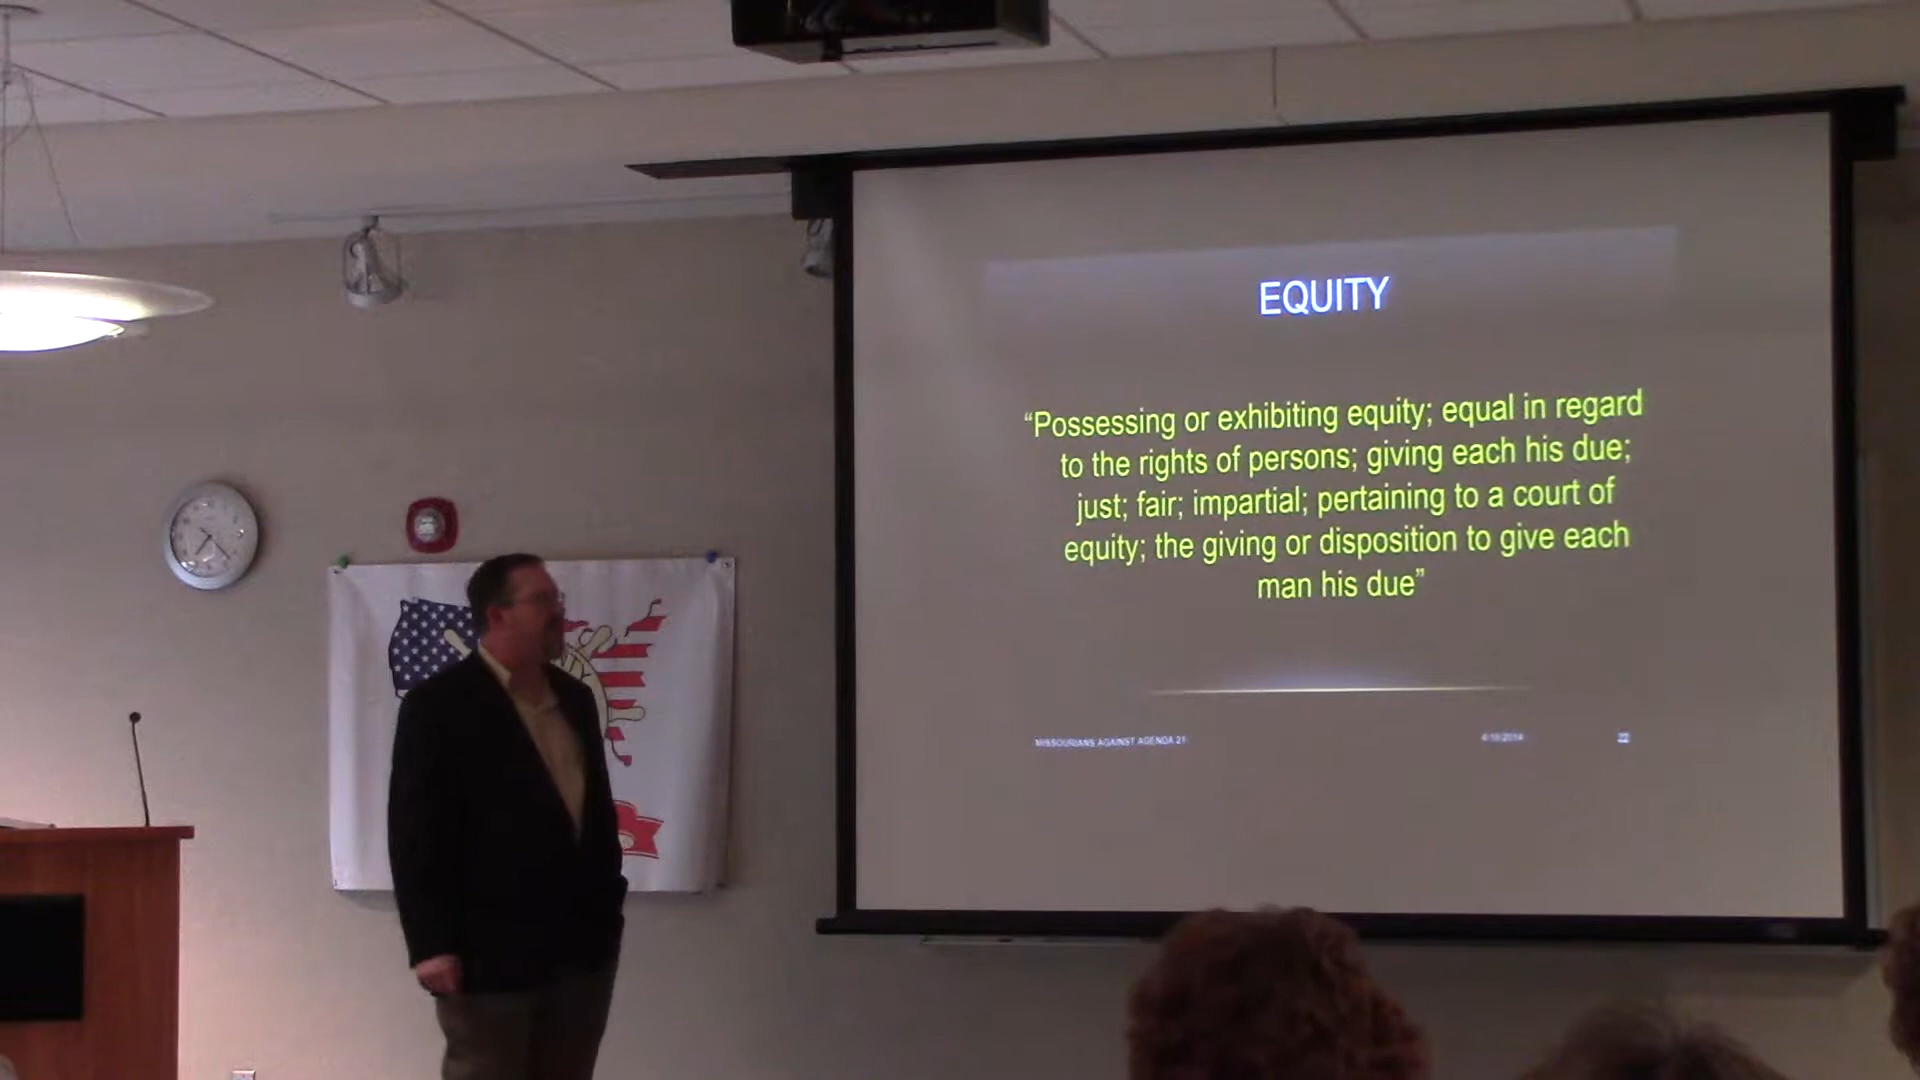 EQUITY
“Possessing or exhibiting equity; equal in regard
to the rights of persons; giving each his due;
just; fair; impartial; pertaining to a court of
equity; the giving or disposition to give each
man his due”
MISSOURIANS AGAINST AGENDA 21
22